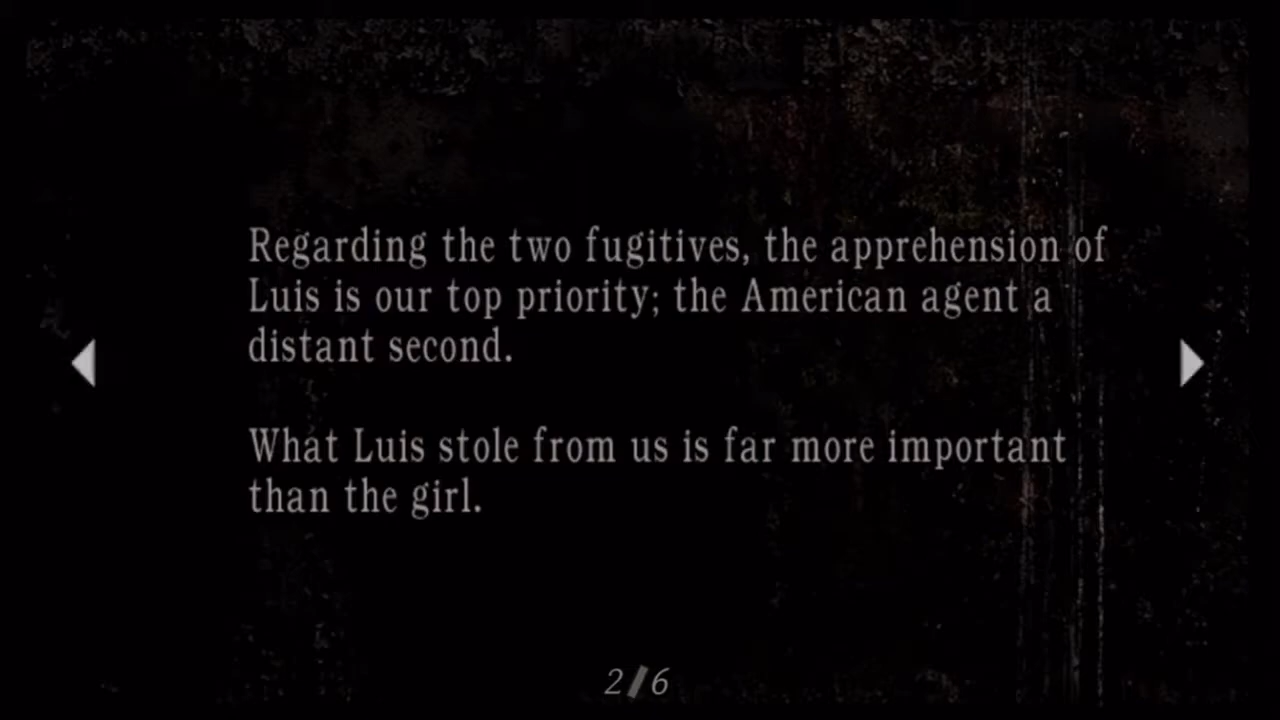 Regarding the two fugitives, the apprehension of
Luis is our top priority; the American agent a
distant second.
What Luis stole from us is far more important
than the girl.
2/6